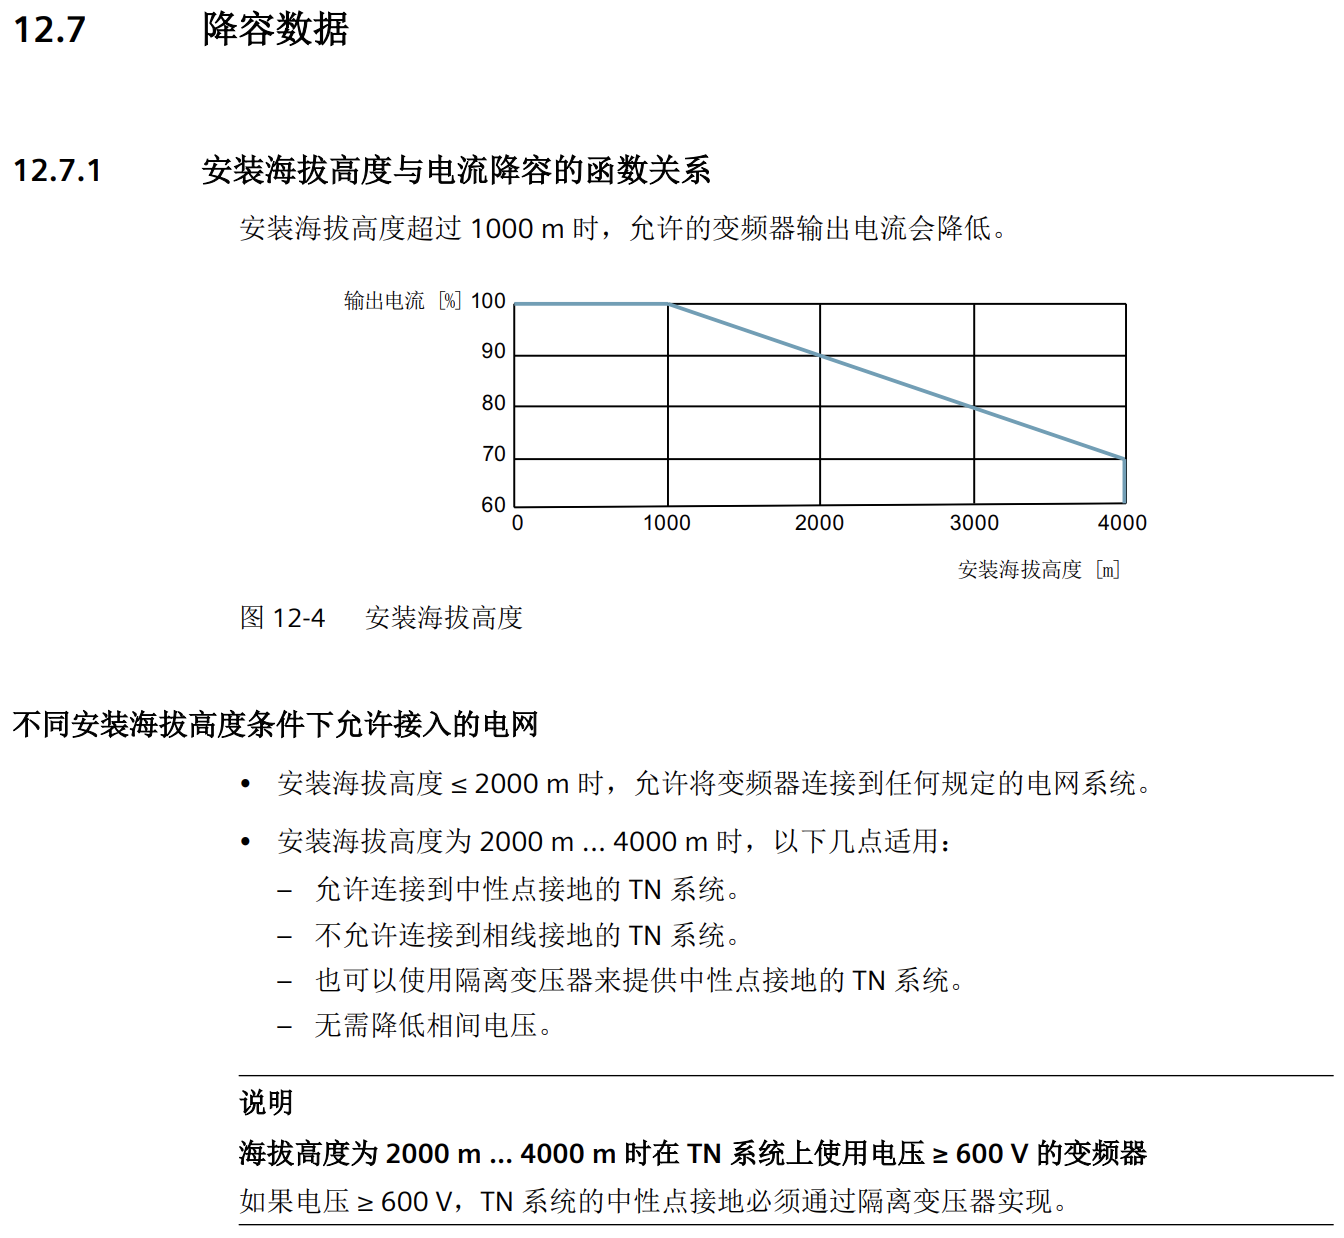 12.7 降容数据
12.7.1 安装海拔高度与电流降容的函数关系
安装海拔高度超过 1000 m 时，允许的变频器输出电流会降低。
输出电流 [%] 100
90
80
70
60
0 1000 2000 3000 4000
安装海拔高度 [m]
图 12-4 安装海拔高度
不同安装海拔高度条件下允许接入的电网
• 安装海拔高度 ≤ 2000 m 时，允许将变频器连接到任何规定的电网系统。
• 安装海拔高度为 2000 m ... 4000 m 时，以下几点适用：
– 允许连接到中性点接地的 TN 系统。
– 不允许连接到相线接地的 TN 系统。
– 也可以使用隔离变压器来提供中性点接地的 TN 系统。
– 无需降低相间电压。
说明
海拔高度为 2000 m ... 4000 m 时在 TN 系统上使用电压 ≥ 600 V 的变频器
如果电压 ≥ 600 V，TN 系统的中性点接地必须通过隔离变压器实现。